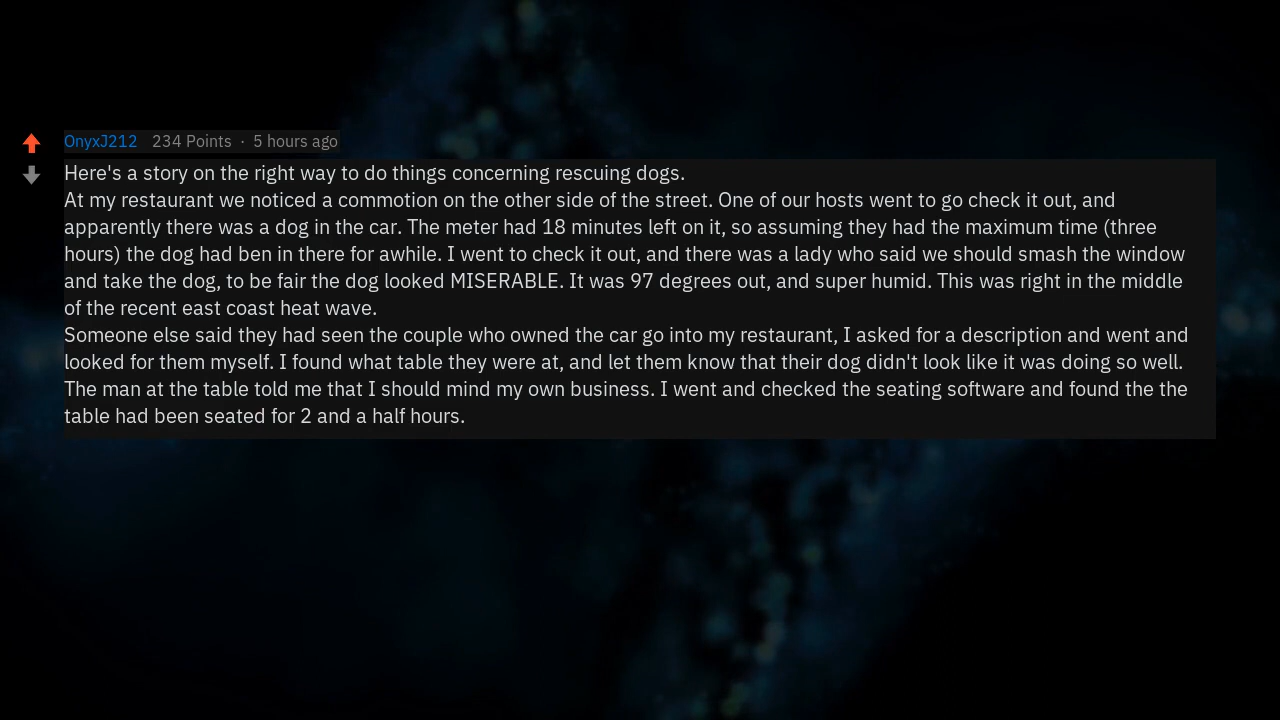 OnyxJ212 234 Points · 5 hours ago
Here's a story on the right way to do things concerning rescuing dogs.
At my restaurant we noticed a commotion on the other side of the street. One of our hosts went to go check it out, and
apparently there was a dog in the car. The meter had 18 minutes left on it, so assuming they had the maximum time (three
hours) the dog had ben in there for awhile. I went to check it out, and there was a lady who said we should smash the window
and take the dog, to be fair the dog looked MISERABLE. It was 97 degrees out, and super humid. This was right in the middle
of the recent east coast heat wave.
Someone else said they had seen the couple who owned the car go into my restaurant, I asked for a description and went and
looked for them myself. I found what table they were at, and let them know that their dog didn't look like it was doing so well.
The man at the table told me that I should mind my own business. I went and checked the seating software and found the the
table had been seated for 2 and a half hours.